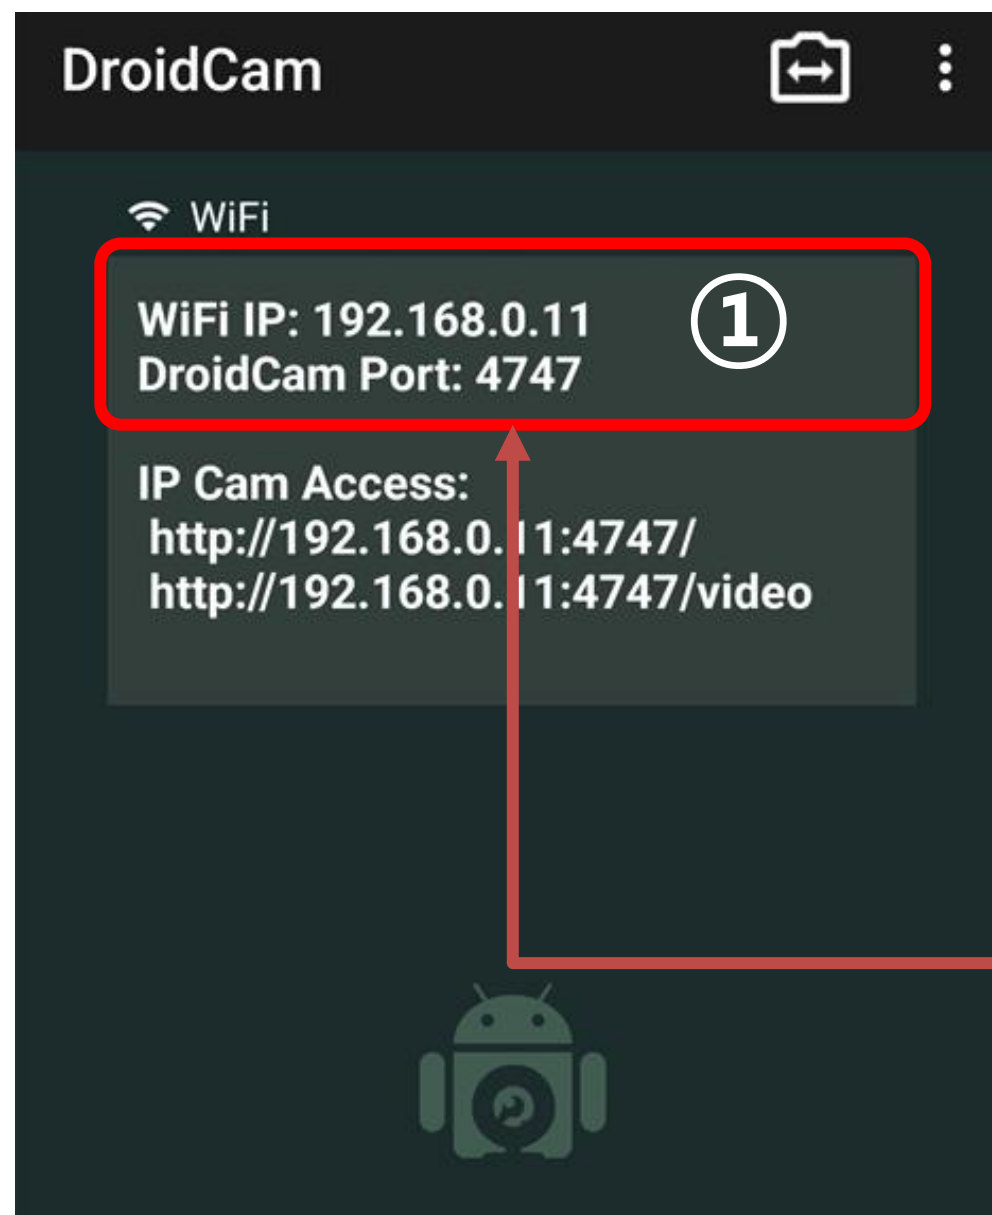 DroidCam
WiFi
WiFi IP: 192.168.0.11
①
DroidCam Port: 4747
IP Cam Access:
http://192.168.0.11:4747/
http://192.168.0.11:4747/video